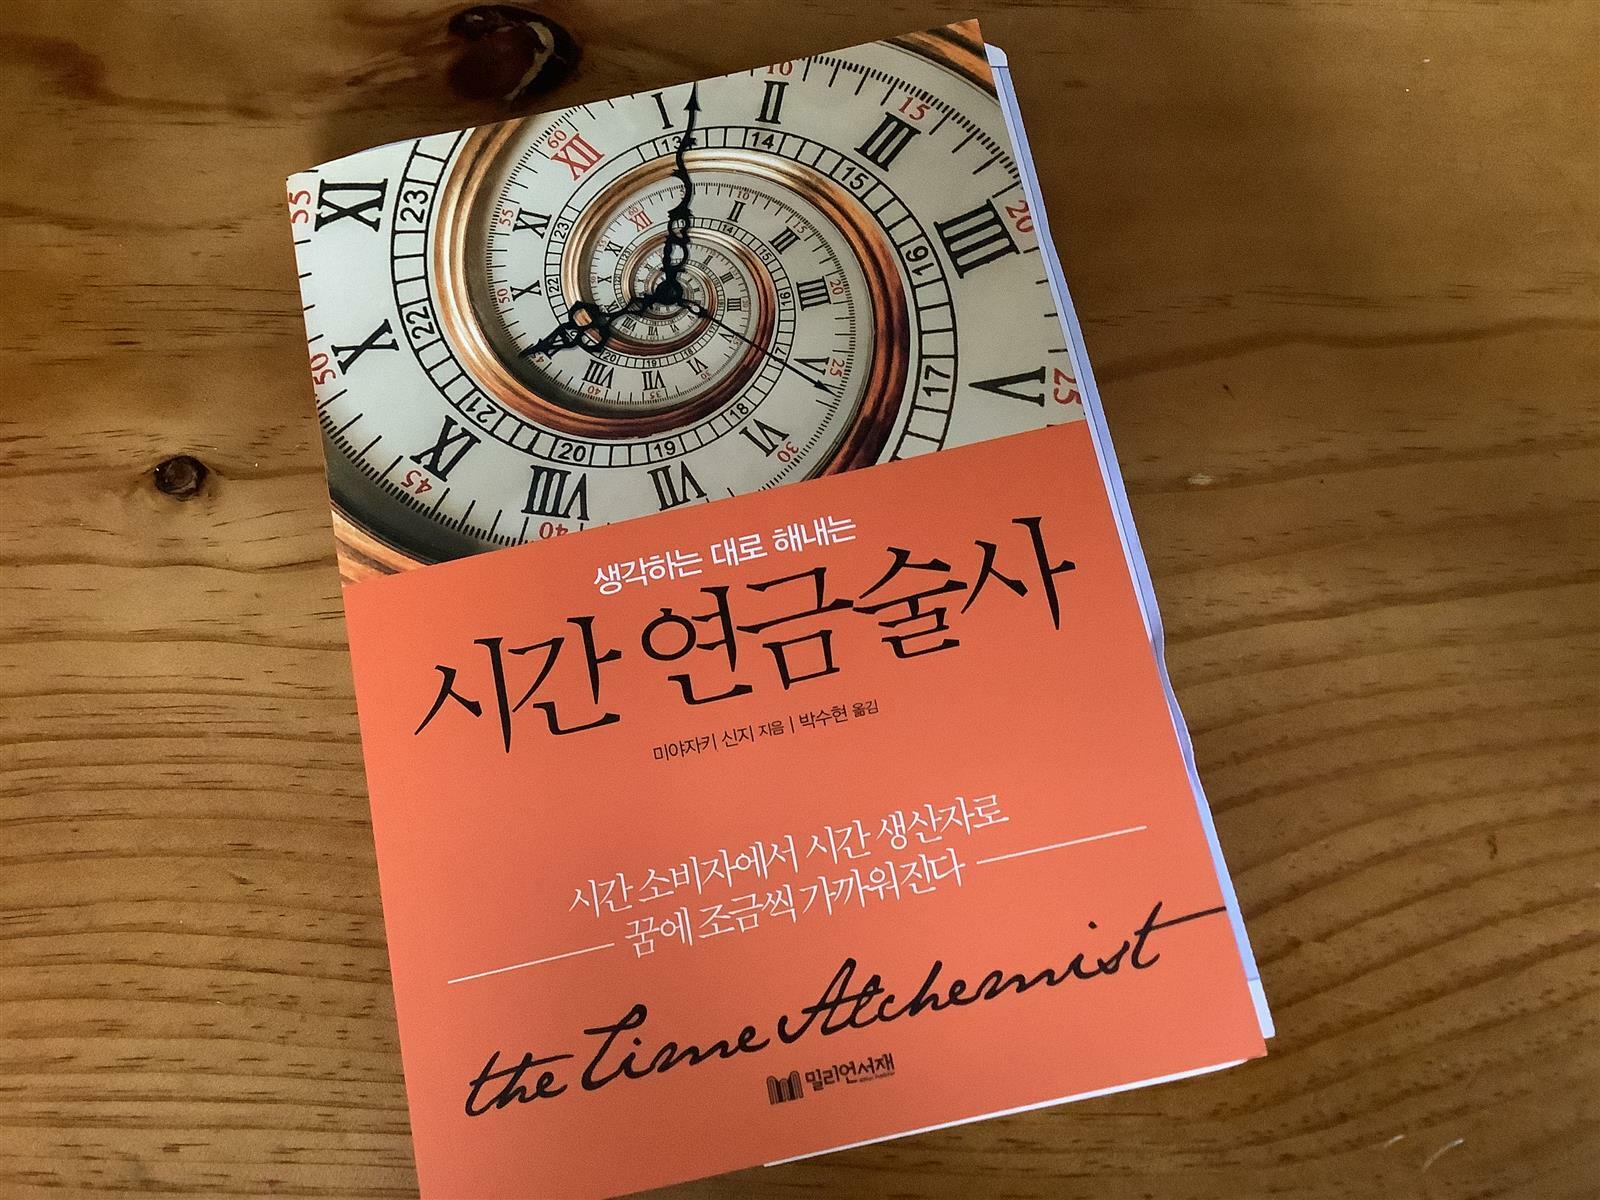 생각하는 대로 해내는
시간 연금술사
미야자키 신지 지음 | 박수현 옮김
시간 소비자에서 시간 생산자로
꿈에 조금씩 가까워진다
the Time Alchemist
밀리언서재